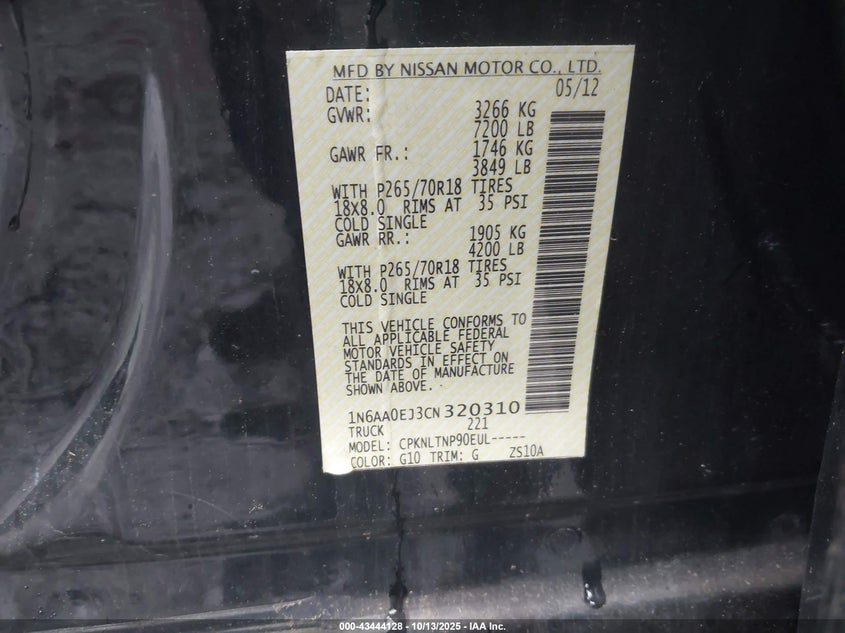 MFD BY NISSAN MOTOR CO., LTD.
DATE: 05/12
GVWR: 3266 KG
7200 LB
GAWR FR.: 1746 KG
3849 LB
WITH P265/70R18 TIRES
18X8.0 RIMS AT 35 PSI
COLD SINGLE
GAWR RR.: 1905 KG
4200 LB
WITH P265/70R18 TIRES
18X8.0 RIMS AT 35 PSI
COLD SINGLE
THIS VEHICLE CONFORMS TO
ALL APPLICABLE FEDERAL
MOTOR VEHICLE SAFETY
STANDARDS IN EFFECT ON
THE DATE OF MANUFACTURE
SHOWN ABOVE.
1N6AA0EJ3CN320310
TRUCK 221
MODEL: CPKNLTNP90EUL-----
COLOR: G10 TRIM: G ZS10A
000-43444128 - 10/13/2025 - IAA Inc.